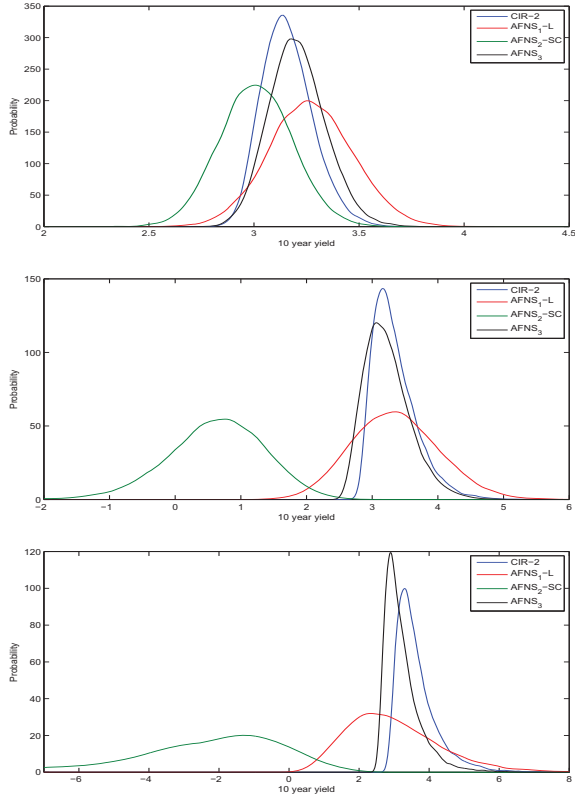 350
300
250
200
150
100
50
0
Probability
2
2.5
3
3.5
4
4.5
10 year yield
CIR−2
AFNS₁−L
AFNS₂−SC
AFNS₃
150
100
50
0
Probability
−2
−1
0
1
2
3
4
5
6
10 year yield
CIR−2
AFNS₁−L
AFNS₂−SC
AFNS₃
120
100
80
60
40
20
0
Probability
−6
−4
−2
0
2
4
6
8
10 year yield
CIR−2
AFNS₁−L
AFNS₂−SC
AFNS₃